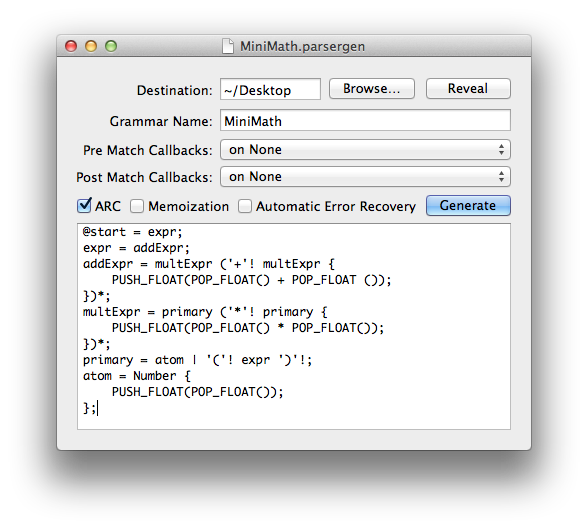 MiniMath.parsergen
Destination: ~/Desktop Browse... Reveal
Grammar Name: MiniMath
Pre Match Callbacks: on None
Post Match Callbacks: on None
ARC Memoization Automatic Error Recovery Generate
@start = expr;
expr = addExpr;
addExpr = multExpr ('+'! multExpr {
    PUSH_FLOAT(POP_FLOAT() + POP_FLOAT ());
})*;
multExpr = primary ('*'! primary {
    PUSH_FLOAT(POP_FLOAT() * POP_FLOAT());
})*;
primary = atom | '('! expr ')'!;
atom = Number {
    PUSH_FLOAT(POP_FLOAT());
};